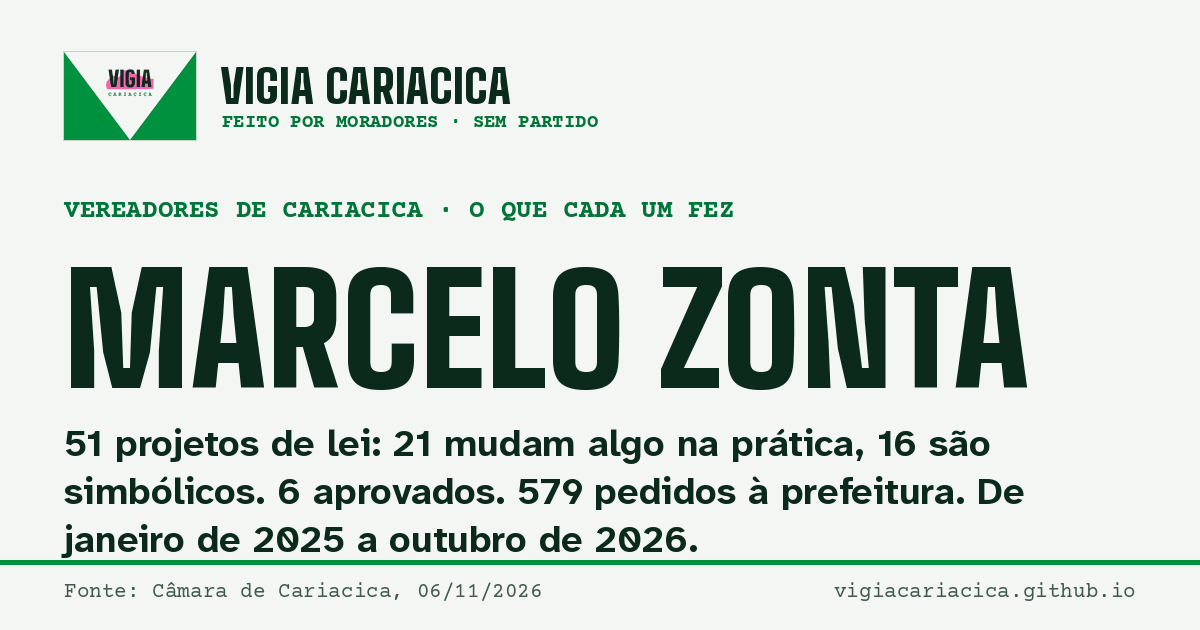 VIGIA
CARIACICA
VIGIA CARIACICA
FEITO POR MORADORES · SEM PARTIDO
VEREADORES DE CARIACICA · O QUE CADA UM FEZ
MARCELO ZONTA
51 projetos de lei: 21 mudam algo na prática, 16 são
simbólicos. 6 aprovados. 579 pedidos à prefeitura. De
janeiro de 2025 a outubro de 2026.
Fonte: Câmara de Cariacica, 06/11/2026
vigiacariacica.github.io